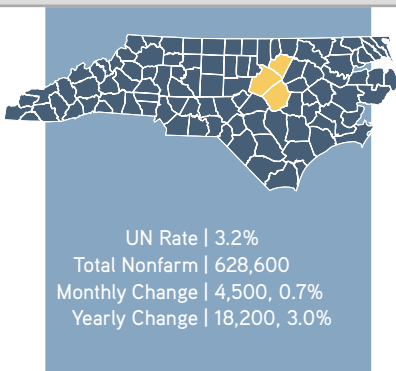 UN Rate | 3.2%
Total Nonfarm | 628,600
Monthly Change | 4,500, 0.7%
Yearly Change | 18,200, 3.0%